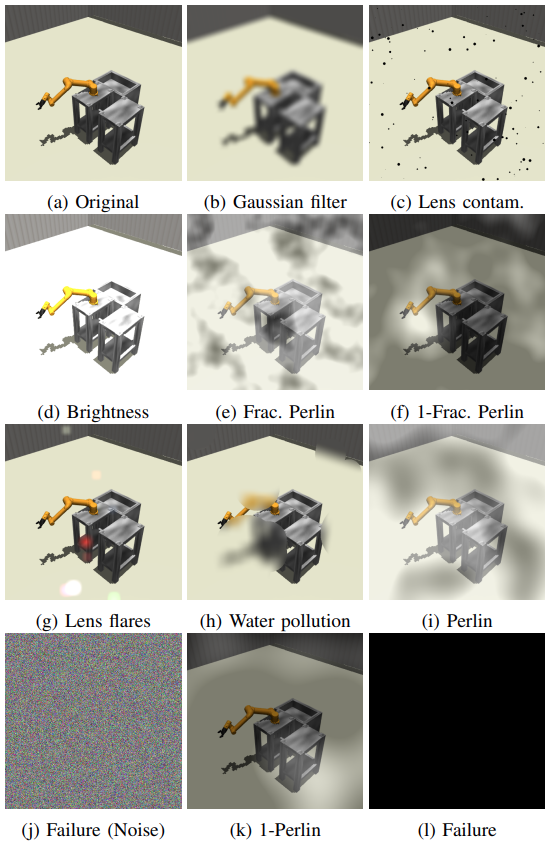 (a) Original
(b) Gaussian filter
(c) Lens contam.
(d) Brightness
(e) Frac. Perlin
(f) 1-Frac. Perlin
(g) Lens flares
(h) Water pollution
(i) Perlin
(j) Failure (Noise)
(k) 1-Perlin
(l) Failure